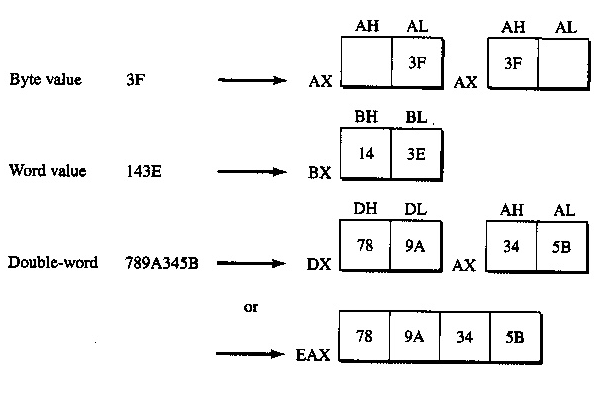 AH AL AH AL
Byte value 3F AX 3F AX 3F
BH BL
Word value 143E BX 14 3E
DH DL AH AL
Double-word 789A345B DX 78 9A AX 34 5B
or
EAX 78 9A 34 5B